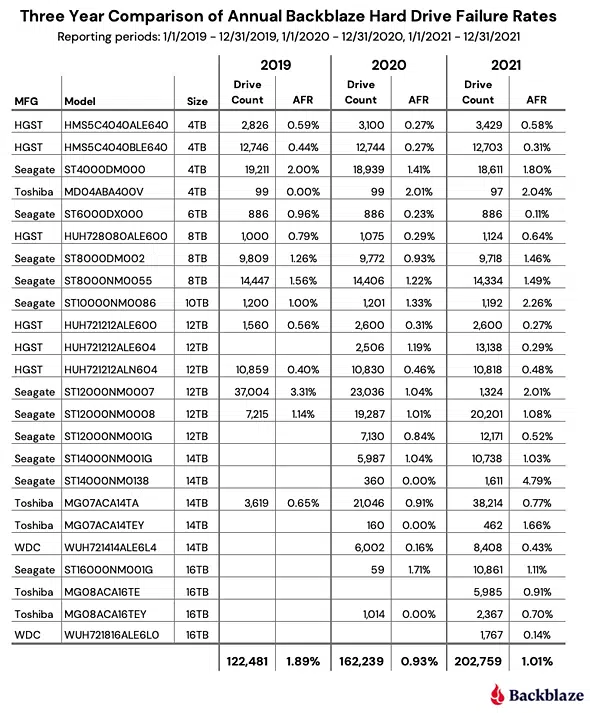 Three Year Comparison of Annual Backblaze Hard Drive Failure Rates
Reporting periods: 1/1/2019 - 12/31/2019, 1/1/2020 - 12/31/2020, 1/1/2021 - 12/31/2021
2019 2020 2021
Drive Drive Drive
MFG Model Size Count AFR Count AFR Count AFR
HGST HMS5C4040ALE640 4TB 2,826 0.59% 3,100 0.27% 3,429 0.58%
HGST HMS5C4040BLE640 4TB 12,746 0.44% 12,744 0.27% 12,703 0.31%
Seagate ST4000DM000 4TB 19,211 2.00% 18,939 1.41% 18,611 1.80%
Toshiba MD04ABA400V 4TB 99 0.00% 99 2.01% 97 2.04%
Seagate ST6000DX000 6TB 886 0.96% 886 0.23% 886 0.11%
HGST HUH728080ALE600 8TB 1,000 0.79% 1,075 0.29% 1,124 0.64%
Seagate ST8000DM002 8TB 9,809 1.26% 9,772 0.93% 9,718 1.46%
Seagate ST8000NM0055 8TB 14,447 1.56% 14,406 1.22% 14,334 1.49%
Seagate ST10000NM0086 10TB 1,200 1.00% 1,201 1.33% 1,192 2.26%
HGST HUH721212ALE600 12TB 1,560 0.56% 2,600 0.31% 2,600 0.27%
HGST HUH721212ALE604 12TB 2,506 1.19% 13,138 0.29%
HGST HUH721212ALN604 12TB 10,859 0.40% 10,830 0.46% 10,818 0.48%
Seagate ST12000NM0007 12TB 37,004 3.31% 23,036 1.04% 1,324 2.01%
Seagate ST12000NM0008 12TB 7,215 1.14% 19,287 1.01% 20,201 1.08%
Seagate ST12000NM001G 12TB 7,130 0.84% 12,171 0.52%
Seagate ST14000NM001G 14TB 5,987 1.04% 10,738 1.03%
Seagate ST14000NM0138 14TB 360 0.00% 1,611 4.79%
Toshiba MG07ACA14TA 14TB 3,619 0.65% 21,046 0.91% 38,214 0.77%
Toshiba MG07ACA14TEY 14TB 160 0.00% 462 1.66%
WDC WUH721414ALE6L4 14TB 6,002 0.16% 8,408 0.43%
Seagate ST16000NM001G 16TB 59 1.71% 10,861 1.11%
Toshiba MG08ACA16TE 16TB 5,985 0.91%
Toshiba MG08ACA16TEY 16TB 1,014 0.00% 2,367 0.70%
WDC WUH721816ALE6L0 16TB 1,767 0.14%
122,481 1.89% 162,239 0.93% 202,759 1.01%
Backblaze